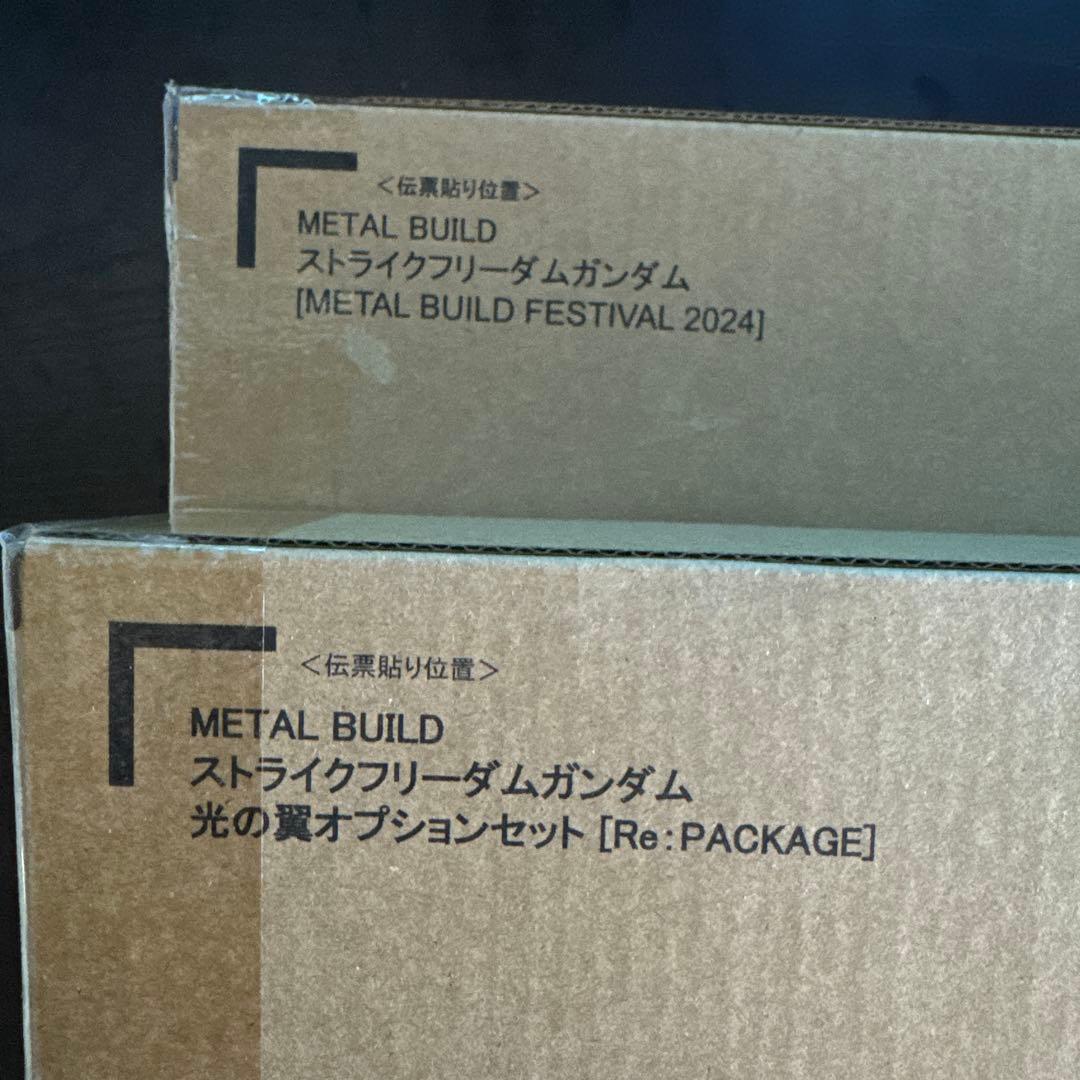 ＜伝票貼り位置＞
METAL BUILD
ストライクフリーダムガンダム
[METAL BUILD FESTIVAL 2024]
＜伝票貼り位置＞
METAL BUILD
ストライクフリーダムガンダム
光の翼オプションセット [Re:PACKAGE]